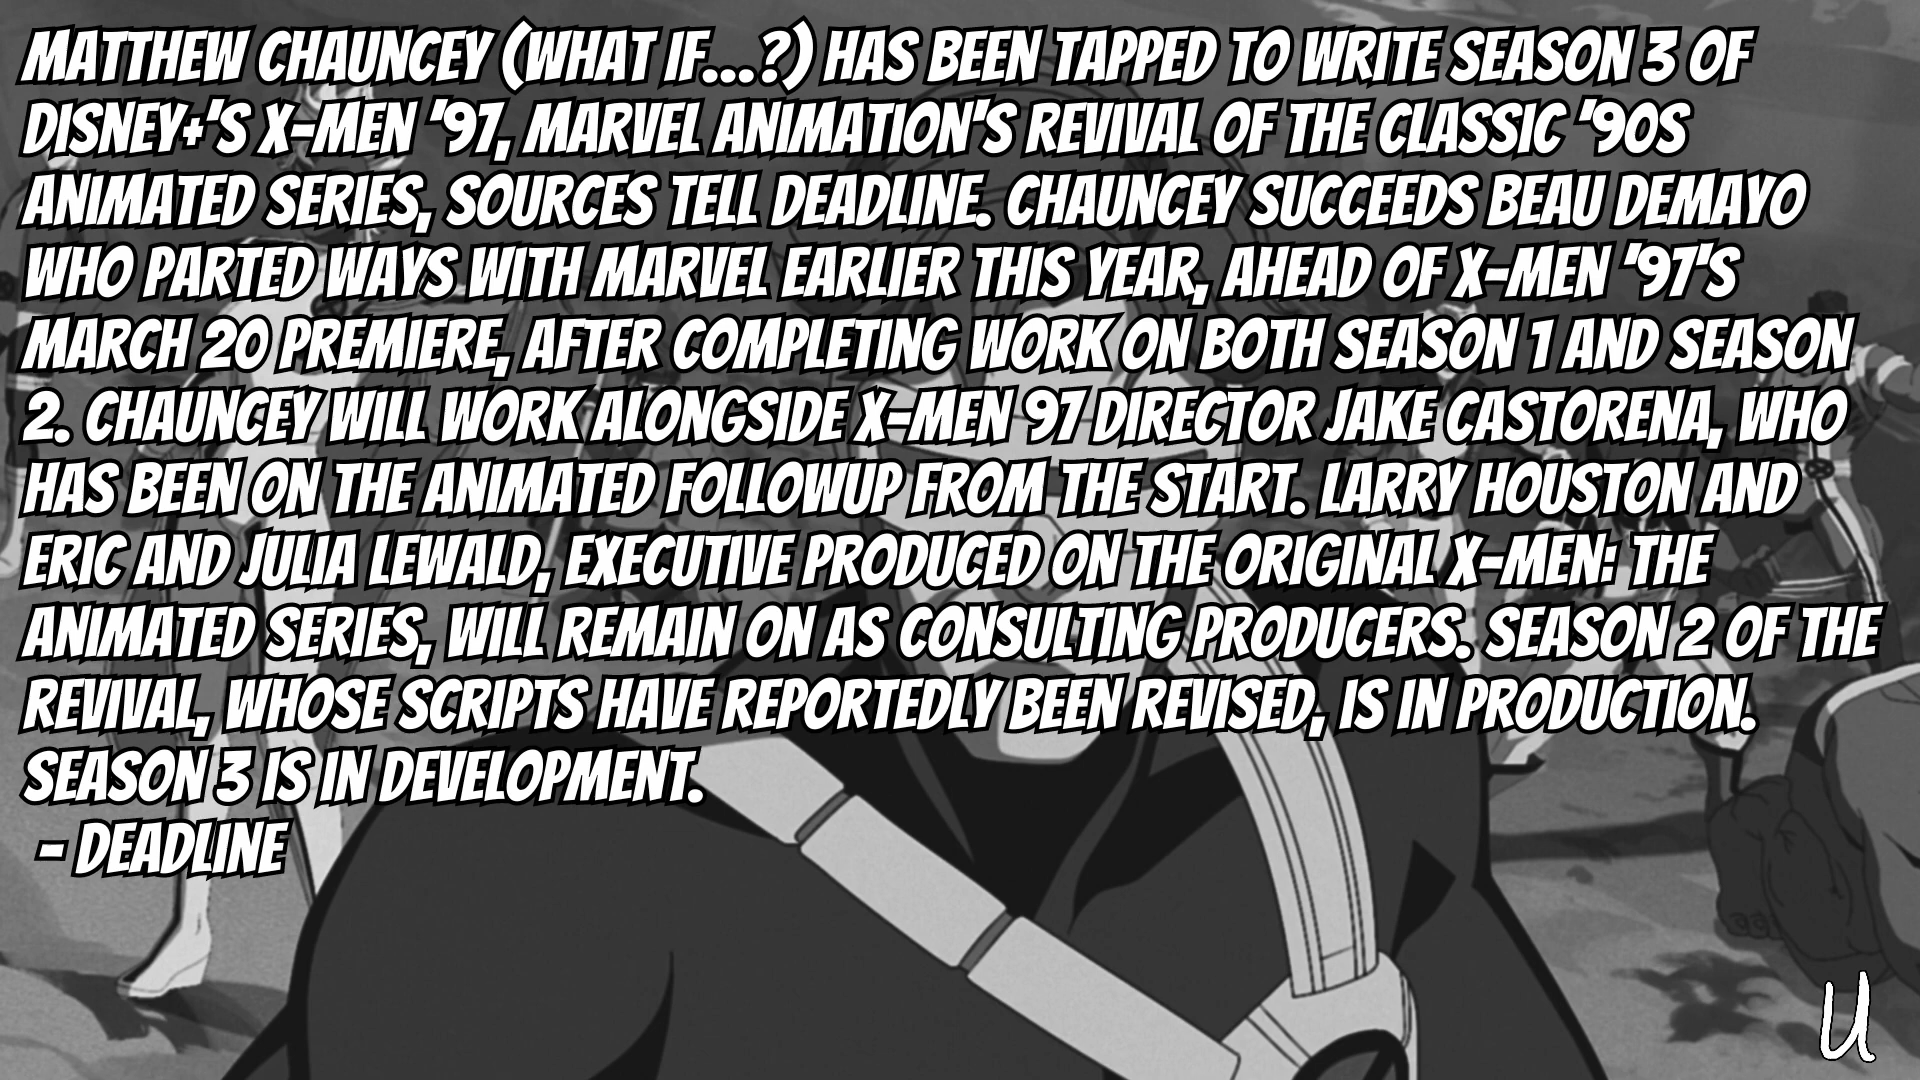 MATTHEW CHAUNCEY (WHAT IF...?) HAS BEEN TAPPED TO WRITE SEASON 3 OF
DISNEY+'S X-MEN '97, MARVEL ANIMATION'S REVIVAL OF THE CLASSIC '90S
ANIMATED SERIES, SOURCES TELL DEADLINE. CHAUNCEY SUCCEEDS BEAU DEMAYO
WHO PARTED WAYS WITH MARVEL EARLIER THIS YEAR, AHEAD OF X-MEN '97'S
MARCH 20 PREMIERE, AFTER COMPLETING WORK ON BOTH SEASON 1 AND SEASON
2. CHAUNCEY WILL WORK ALONGSIDE X-MEN 97 DIRECTOR JAKE CASTORENA, WHO
HAS BEEN ON THE ANIMATED FOLLOWUP FROM THE START. LARRY HOUSTON AND
ERIC AND JULIA LEWALD, EXECUTIVE PRODUCED ON THE ORIGINAL X-MEN: THE
ANIMATED SERIES, WILL REMAIN ON AS CONSULTING PRODUCERS. SEASON 2 OF THE
REVIVAL, WHOSE SCRIPTS HAVE REPORTEDLY BEEN REVISED, IS IN PRODUCTION.
SEASON 3 IS IN DEVELOPMENT.
- DEADLINE
U